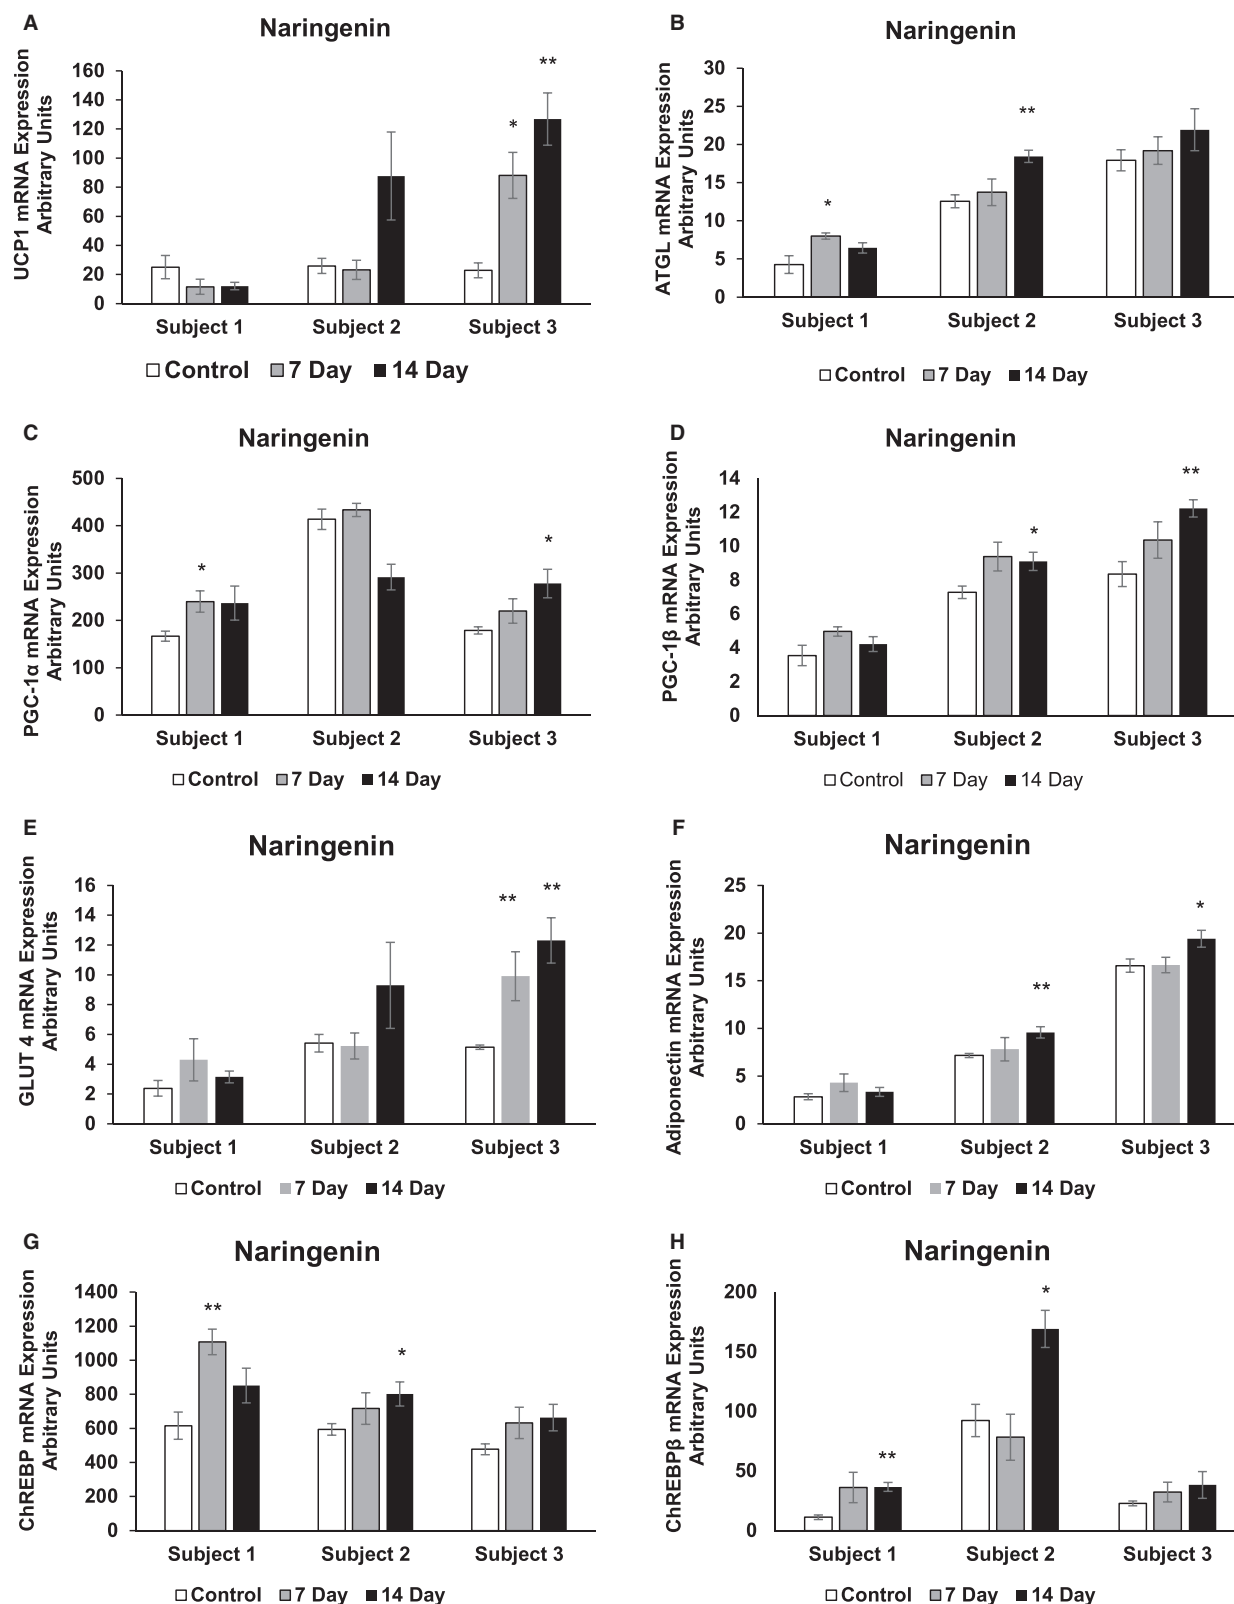 A
Naringenin
UCP1 mRNA Expression
Arbitrary Units
160
140
120
100
80
60
40
20
0
*
**
Subject 1
Subject 2
Subject 3
Control
7 Day
14 Day
B
Naringenin
ATGL mRNA Expression
Arbitrary Units
30
25
20
15
10
5
0
*
**
Subject 1
Subject 2
Subject 3
Control
7 Day
14 Day
C
Naringenin
PGC-1α mRNA Expression
Arbitrary Units
500
400
300
200
100
0
*
*
Subject 1
Subject 2
Subject 3
Control
7 Day
14 Day
D
Naringenin
PGC-1β mRNA Expression
Arbitrary Units
14
12
10
8
6
4
2
0
*
**
Subject 1
Subject 2
Subject 3
Control
7 Day
14 Day
E
Naringenin
GLUT 4 mRNA Expression
Arbitrary Units
16
14
12
10
8
6
4
2
0
**
**
Subject 1
Subject 2
Subject 3
Control
7 Day
14 Day
F
Naringenin
Adiponectin mRNA Expression
Arbitrary Units
25
20
15
10
5
0
**
*
Subject 1
Subject 2
Subject 3
Control
7 Day
14 Day
G
Naringenin
ChREBP mRNA Expression
Arbitrary Units
1400
1200
1000
800
600
400
200
0
**
*
Subject 1
Subject 2
Subject 3
Control
7 Day
14 Day
H
Naringenin
ChREBPβ mRNA Expression
Arbitrary Units
200
150
100
50
0
**
*
Subject 1
Subject 2
Subject 3
Control
7 Day
14 Day